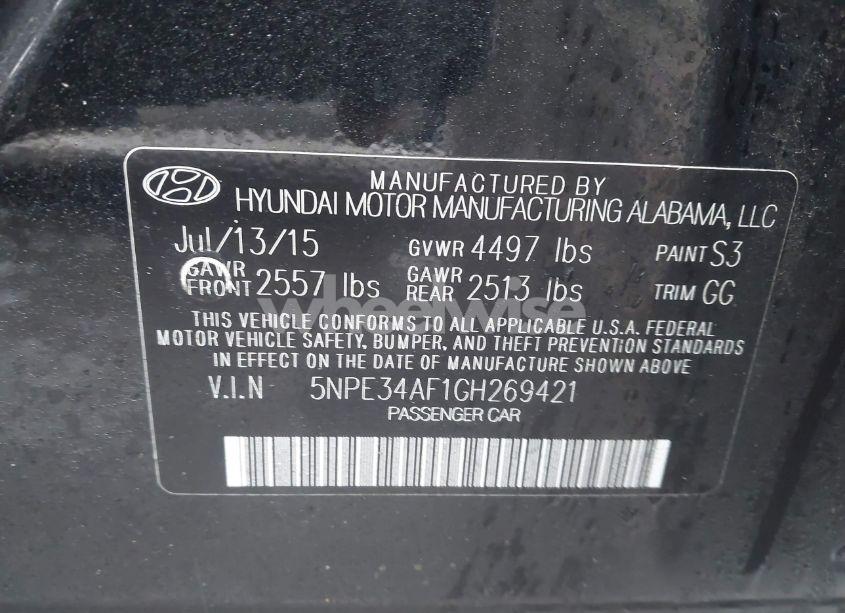 MANUFACTURED BY
HYUNDAI MOTOR MANUFACTURING ALABAMA, LLC
Jul/13/15 GVWR 4497 lbs PAINT S3
GAWR FRONT 2557 lbs GAWR REAR 2513 lbs TRIM GG
THIS VEHICLE CONFORMS TO ALL APPLICABLE U.S.A. FEDERAL
MOTOR VEHICLE SAFETY, BUMPER, AND THEFT PREVENTION STANDARDS
IN EFFECT ON THE DATE OF MANUFACTURE SHOWN ABOVE
V.I.N 5NPE34AF1GH269421
PASSENGER CAR
wheelwise